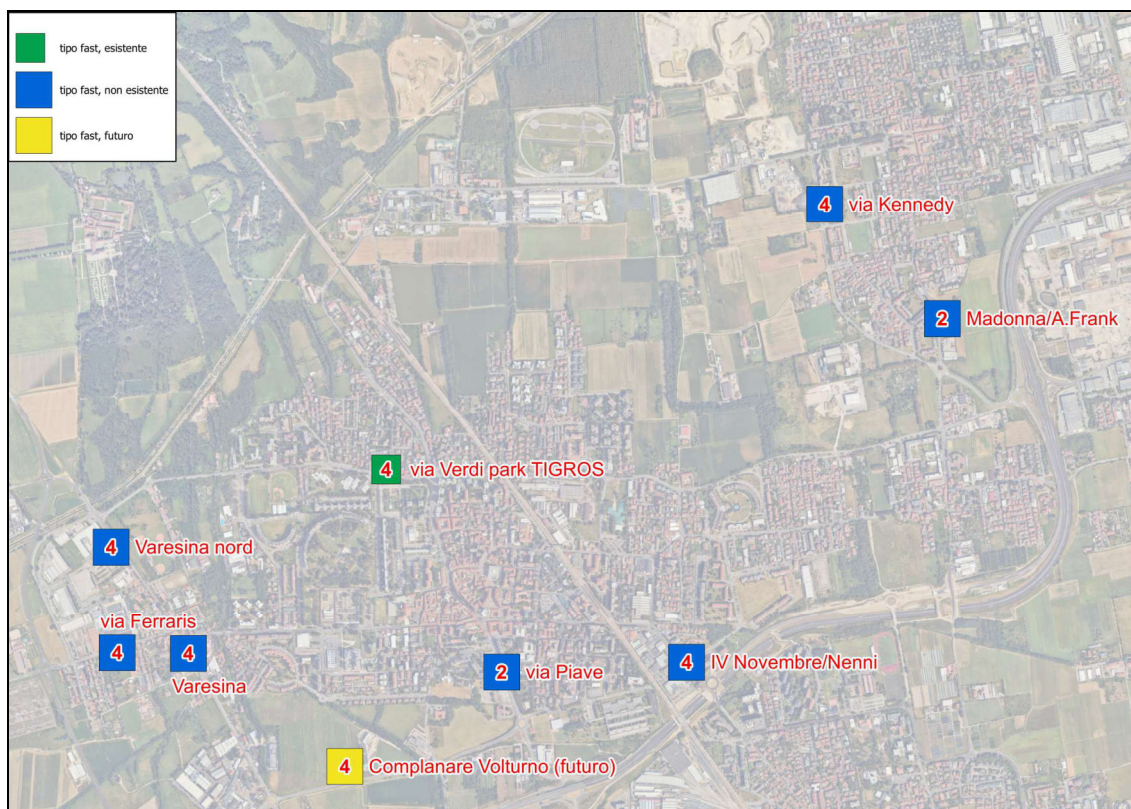 tipo fast, esistente
tipo fast, non esistente
tipo fast, futuro
4 via Kennedy
2 Madonna/A.Frank
4 via Verdi park TIGROS
4 Varesina nord
via Ferraris
4
4
Varesina
2 via Piave
4 IV Novembre/Nenni
4 Complanare Volturno (futuro)